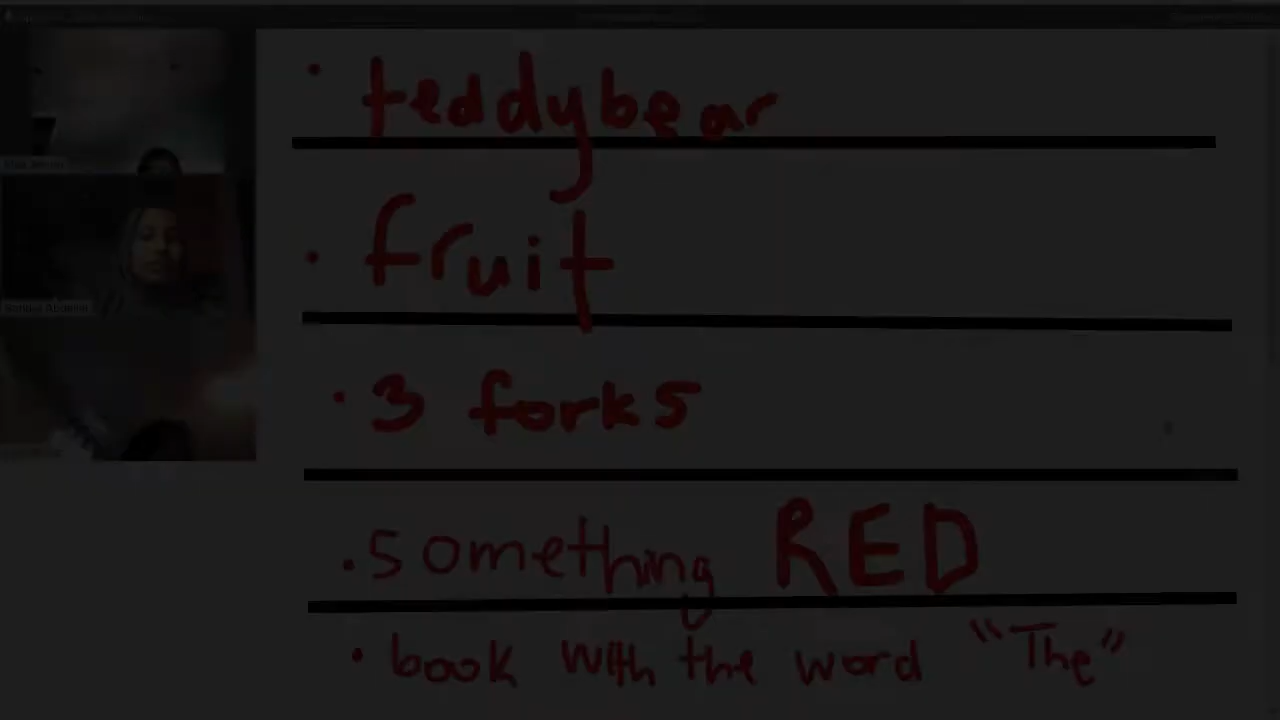 • teddybear
• fruit
• 3 forks
• something RED
• book with the word "The"